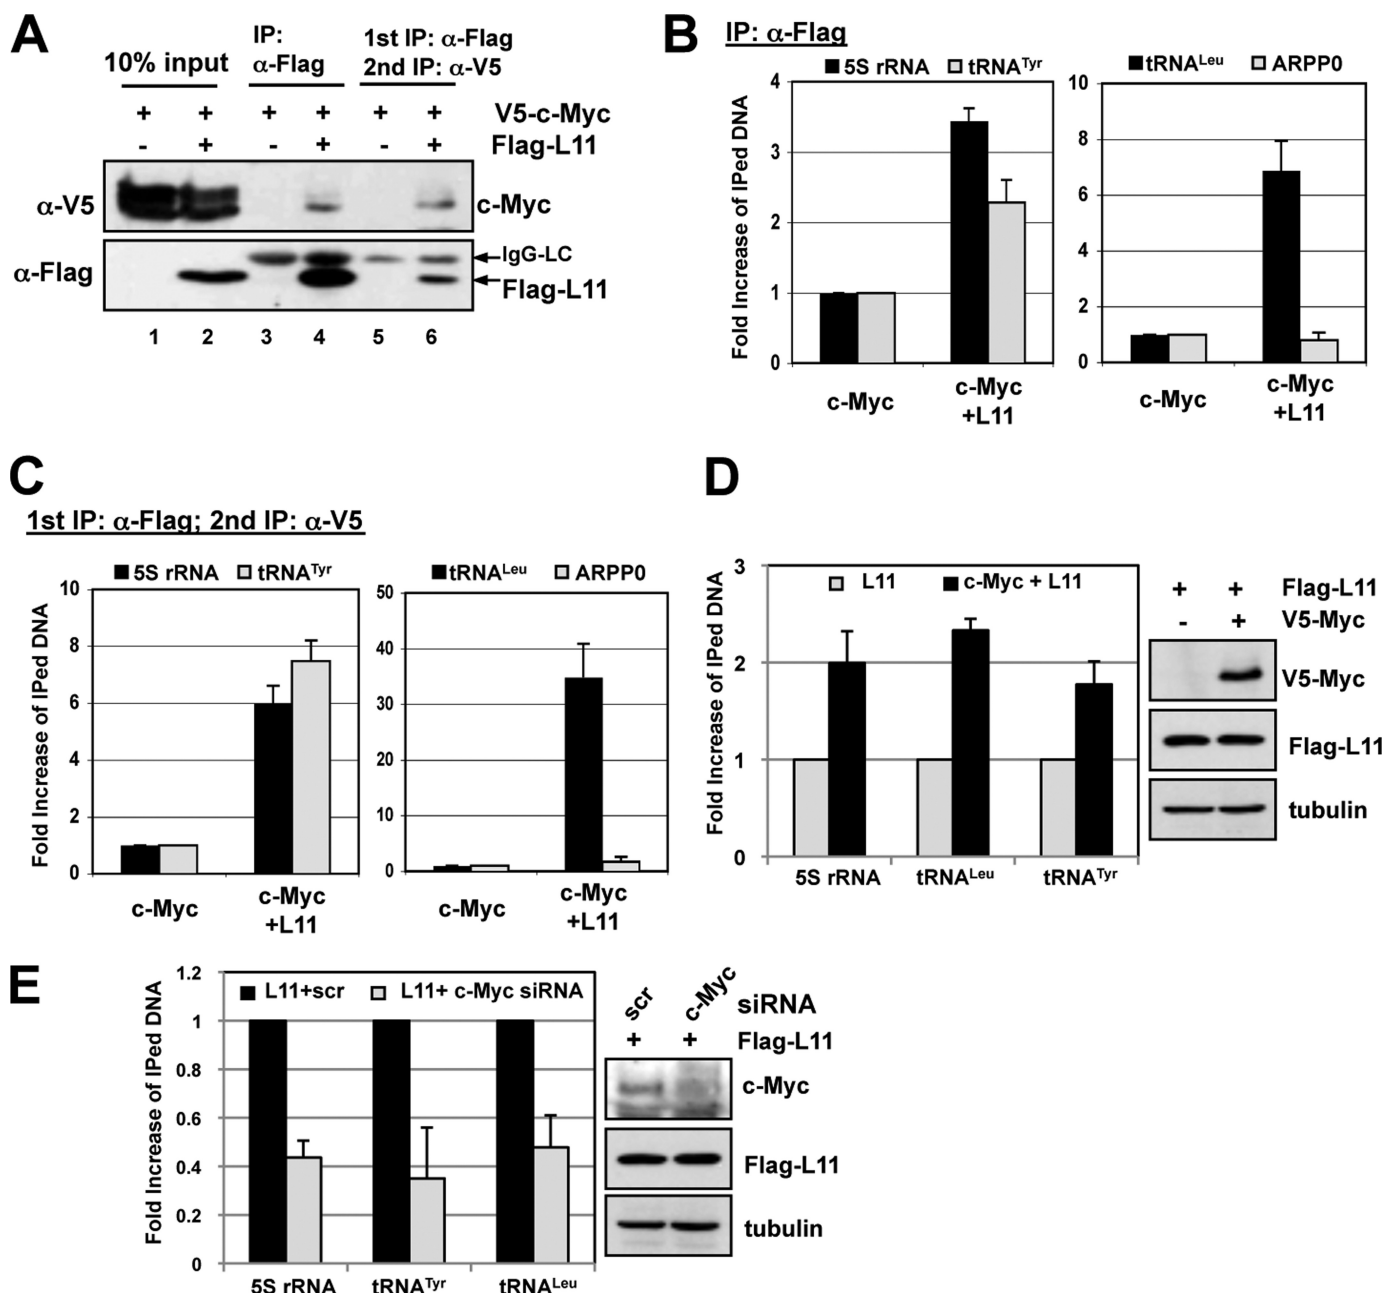 A
10% input
IP:
α-Flag
1st IP: α-Flag
2nd IP: α-V5
+ + + + + + V5-c-Myc
- + - + - + Flag-L11
α-V5
c-Myc
α-Flag
IgG-LC
Flag-L11
1 2 3 4 5 6
B
IP: α-Flag
5S rRNA tRNATyr
Fold Increase of IPed DNA
4
3
2
1
0
c-Myc
c-Myc
+L11
tRNALeu ARPP0
10
8
6
4
2
0
c-Myc
c-Myc
+L11
C
1st IP: α-Flag; 2nd IP: α-V5
5S rRNA tRNATyr
Fold Increase of IPed DNA
10
8
6
4
2
0
c-Myc
c-Myc
+L11
tRNALeu ARPP0
50
40
30
20
10
0
c-Myc
c-Myc
+L11
D
Fold Increase of IPed DNA
3
2
1
0
L11 c-Myc + L11
5S rRNA tRNALeu tRNATyr
+ + Flag-L11
- + V5-Myc
V5-Myc
Flag-L11
tubulin
E
Fold Increase of IPed DNA
1.2
1
0.8
0.6
0.4
0.2
0
L11+scr L11+ c-Myc siRNA
5S rRNA tRNATyr tRNALeu
scr c-Myc siRNA
+ + Flag-L11
c-Myc
Flag-L11
tubulin